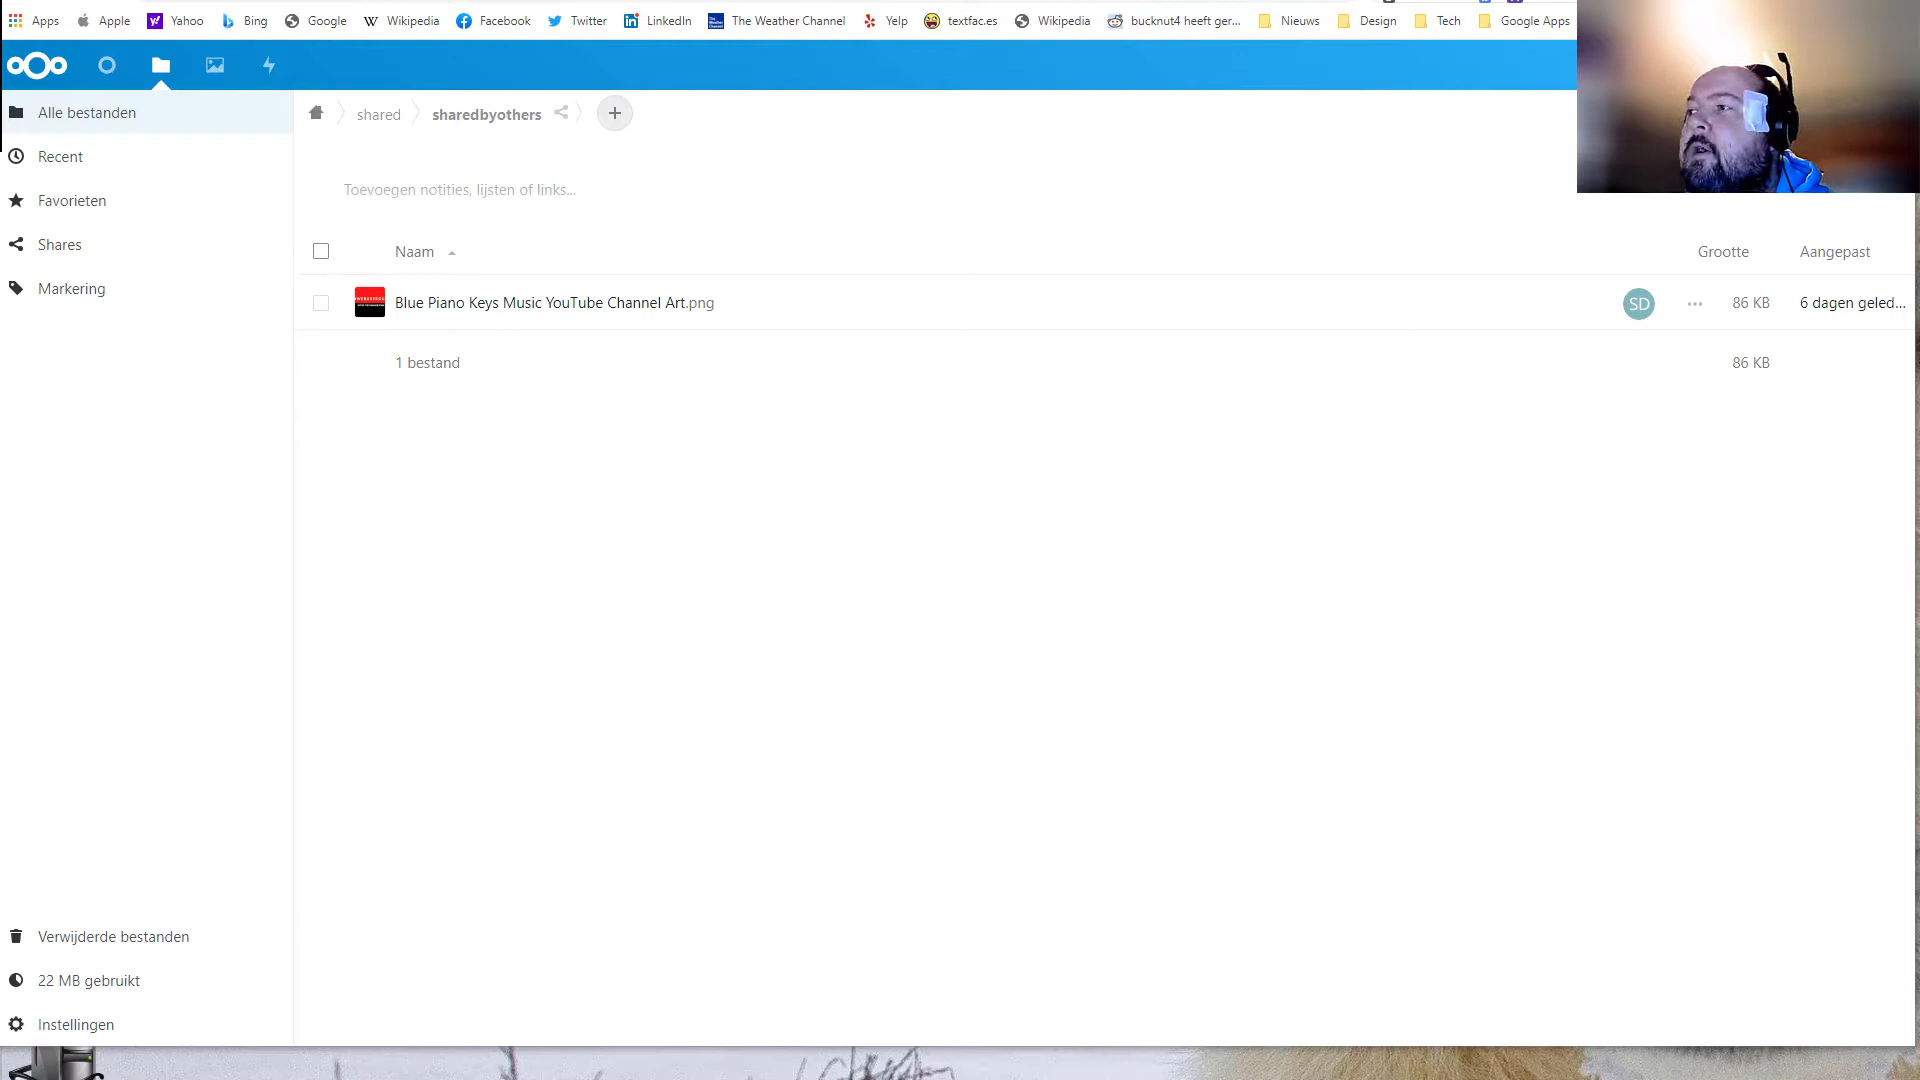 Apps Apple Yahoo Bing Google Wikipedia Facebook Twitter LinkedIn The Weather Channel Yelp textfac.es Wikipedia bucknut4 heeft ger... Nieuws Design Tech Google Apps
Alle bestanden
shared sharedbyothers
Recent
Toevoegen notities, lijsten of links...
Favorieten
Shares
Naam Grootte Aangepast
Markering
Blue Piano Keys Music YouTube Channel Art.png SD 86 KB 6 dagen geled...
1 bestand 86 KB
Verwijderde bestanden
22 MB gebruikt
Instellingen